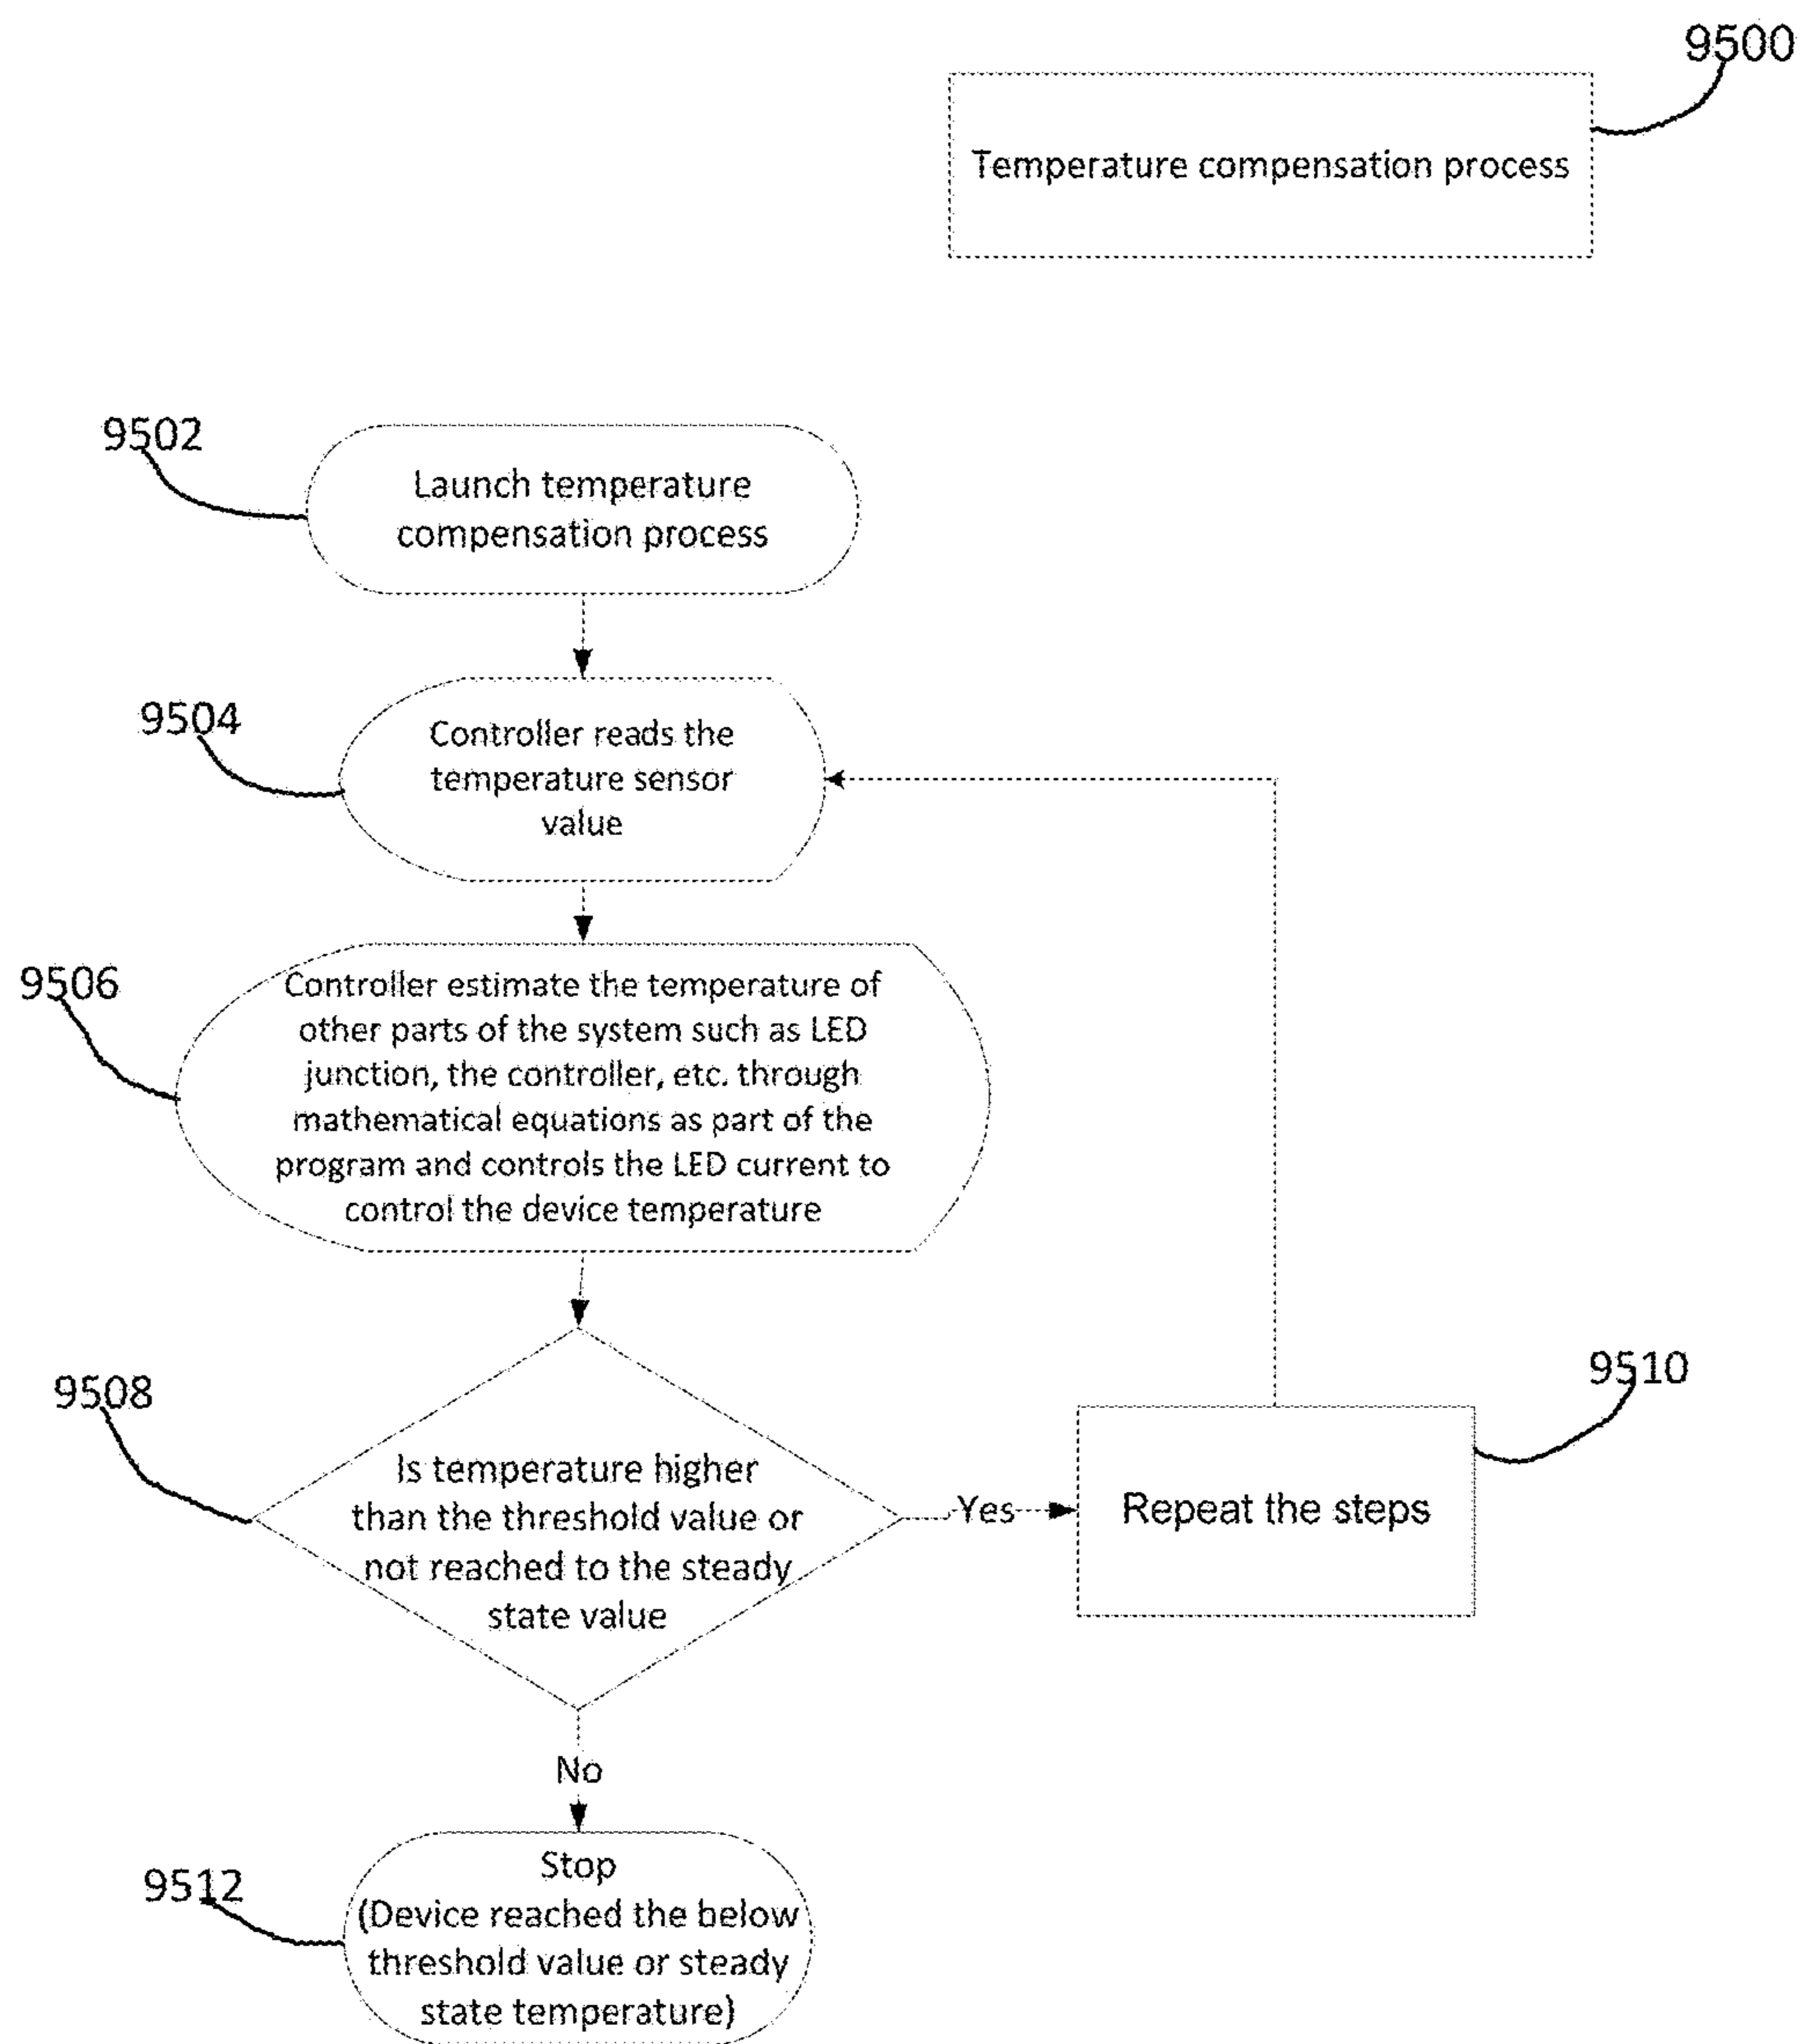 9500
Temperature compensation process
9502
Launch temperature
compensation process
9504
Controller reads the
temperature sensor
value
9506
Controller estimate the temperature of
other parts of the system such as LED
junction, the controller, etc. through
mathematical equations as part of the
program and controls the LED current to
control the device temperature
9508
Is temperature higher
than the threshold value or
not reached to the steady
state value
Yes
9510
Repeat the steps
No
9512
Stop
(Device reached the below
threshold value or steady
state temperature)